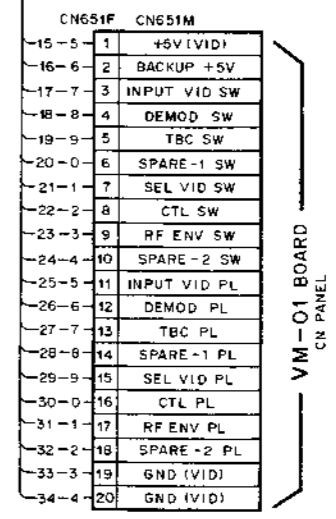 CN651F CN651M
15-5 1 +5V(VID)
16-6 2 BACKUP +5V
17-7 3 INPUT VID SW
18-8 4 DEMOD SW
19-9 5 TBC SW
20-0 6 SPARE-1 SW
21-1 7 SEL VID SW
22-2 8 CTL SW
23-3 9 RF ENV SW
24-4 10 SPARE-2 SW
25-5 11 INPUT VID PL
26-6 12 DEMOD PL
27-7 13 TBC PL
28-8 14 SPARE-1 PL
29-9 15 SEL VID PL
30-0 16 CTL PL
31-1 17 RF ENV PL
32-2 18 SPARE-2 PL
33-3 19 GND (VID)
34-4 20 GND (VID)
VM-01 BOARD
CN PANEL